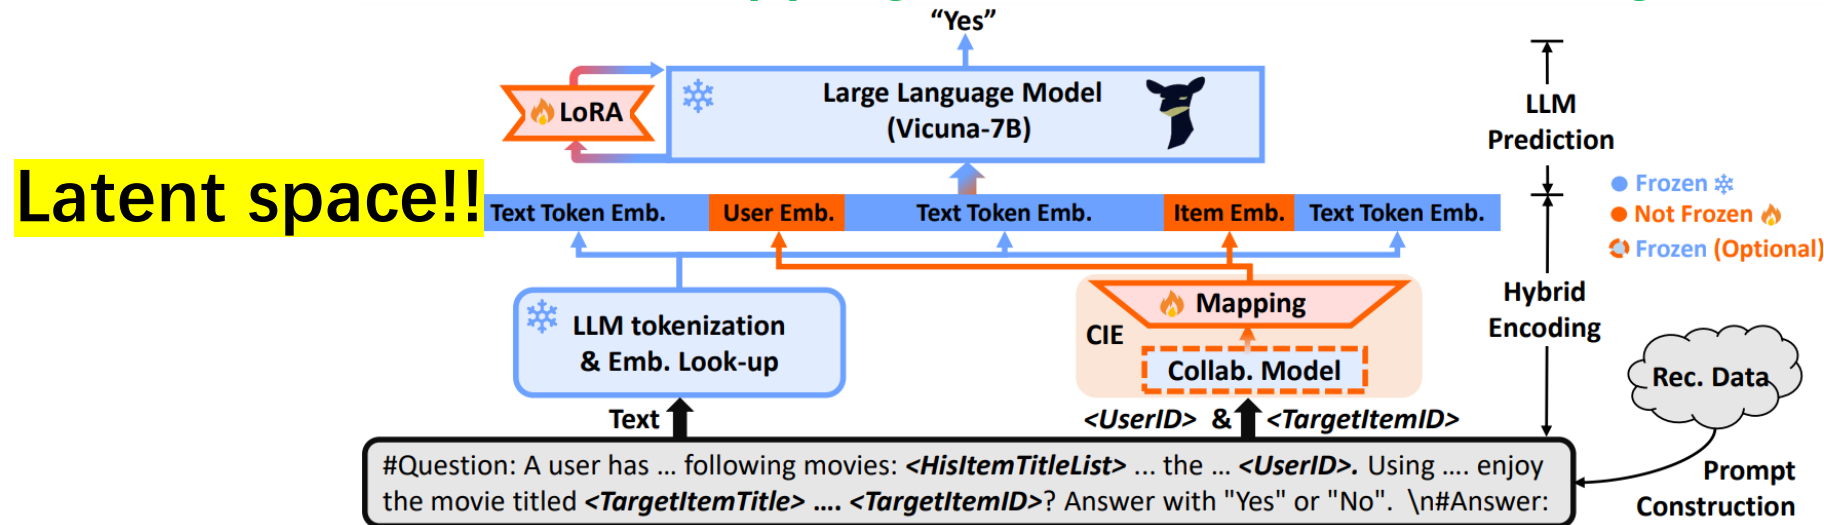 “Yes”
Large Language Model
(Vicuna-7B)
LoRA
LLM
Prediction
Latent space!!
Text Token Emb.
User Emb.
Text Token Emb.
Item Emb.
Text Token Emb.
Frozen
Not Frozen
Frozen (Optional)
LLM tokenization
& Emb. Look-up
Mapping
CIE
Collab. Model
Hybrid
Encoding
Rec. Data
Text
<UserID> & <TargetItemID>
#Question: A user has ... following movies: <HisItemTitleList> ... the ... <UserID>. Using .... enjoy
the movie titled <TargetItemTitle> .... <TargetItemID>? Answer with "Yes" or "No". \n#Answer:
Prompt
Construction